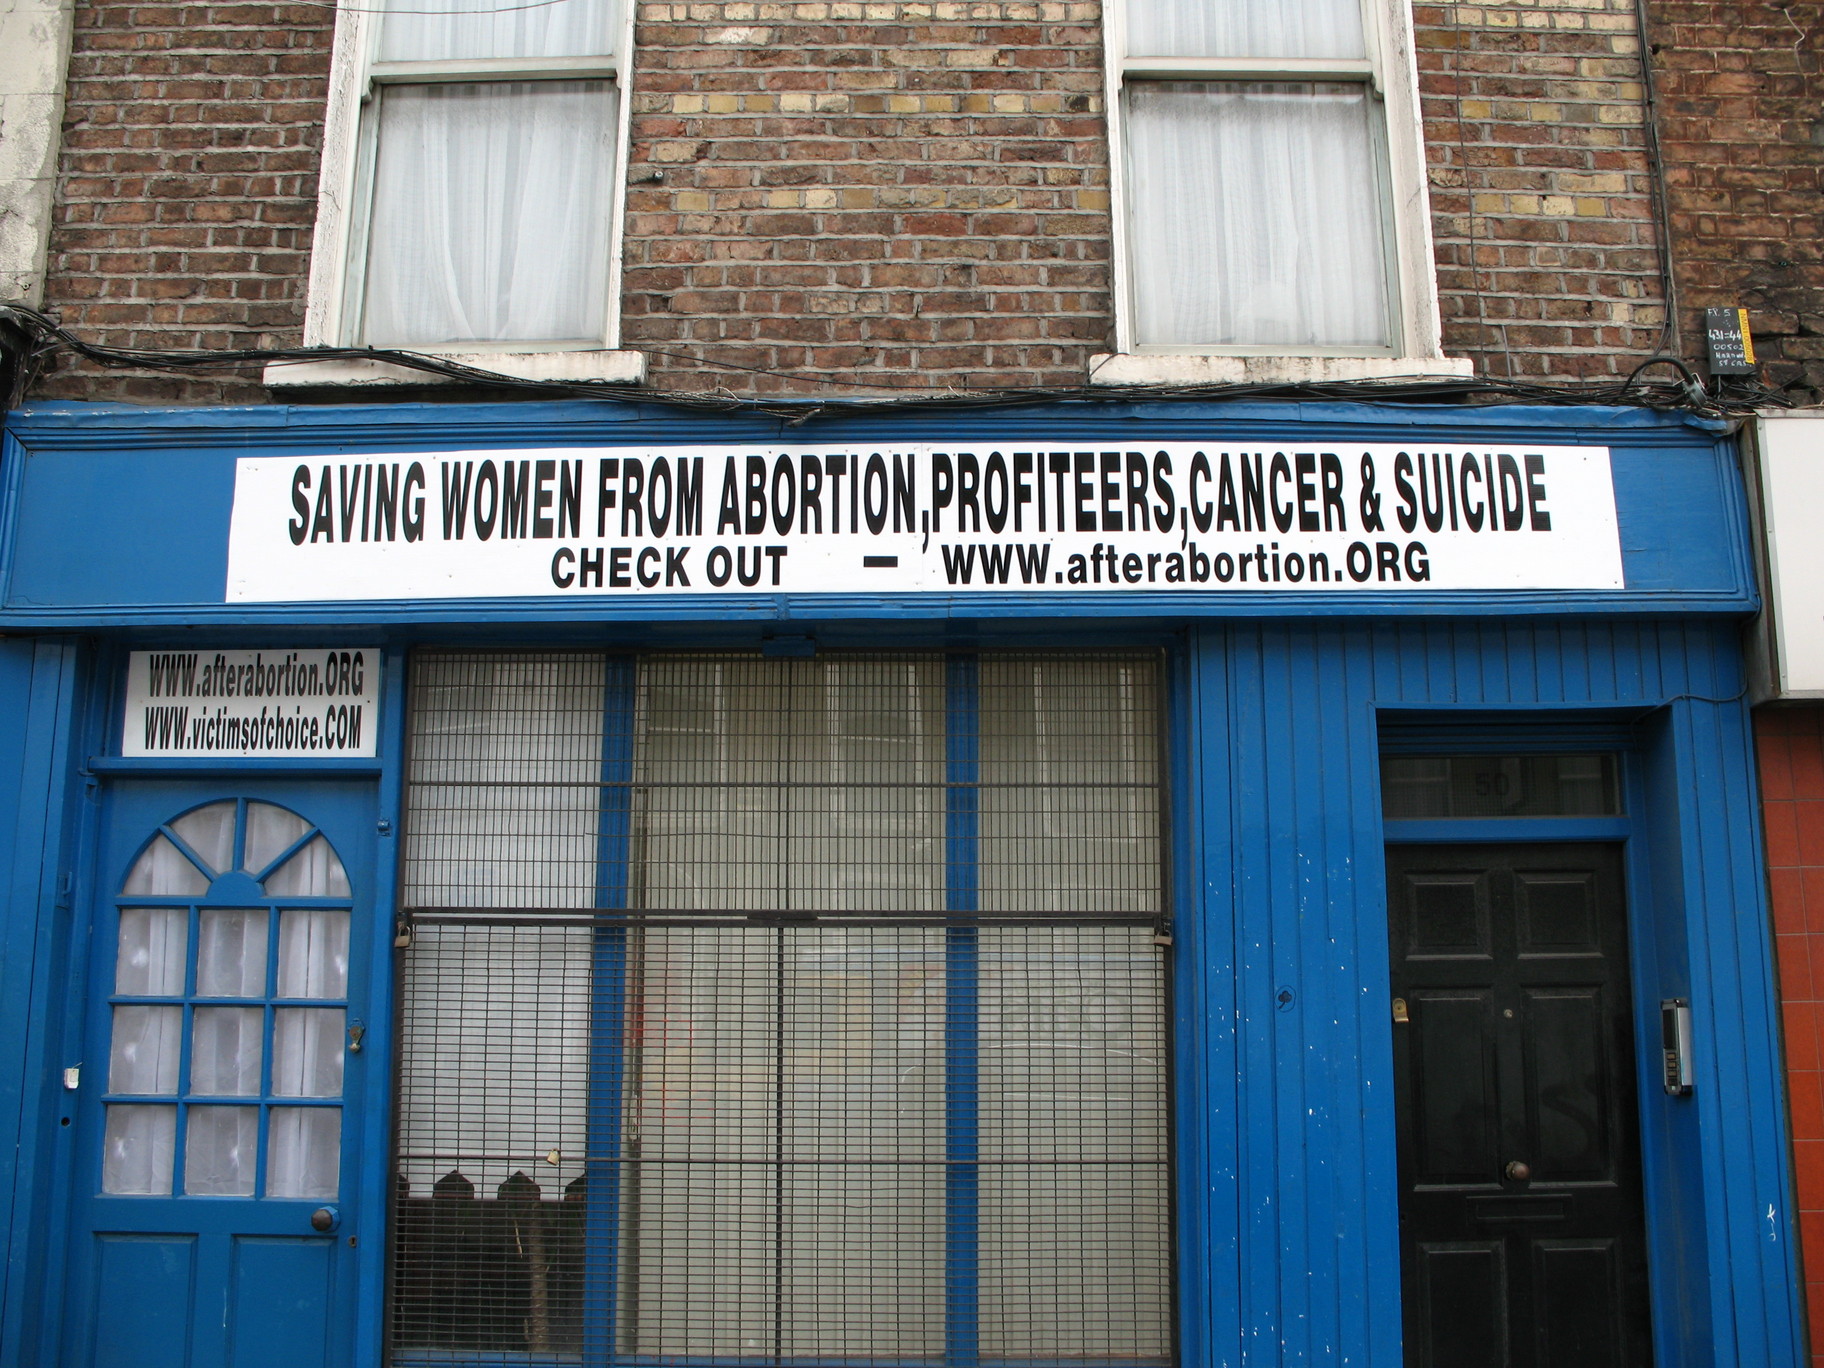 SAVING WOMEN FROM ABORTION,PROFITEERS,CANCER & SUICIDE
CHECK OUT – WWW.afterabortion.ORG
WWW.afterabortion.ORG
WWW.victimsofchoice.COM
50